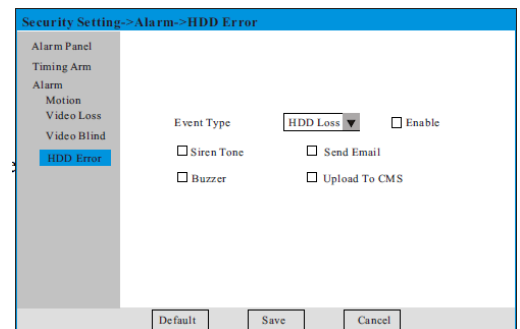 Security Setting->Alarm->HDD Error
Alarm Panel
Timing Arm
Alarm
Motion
Video Loss
Video Blind
HDD Error
Event Type HDD Loss Enable
Siren Tone Send Email
Buzzer Upload To CMS
Default Save Cancel